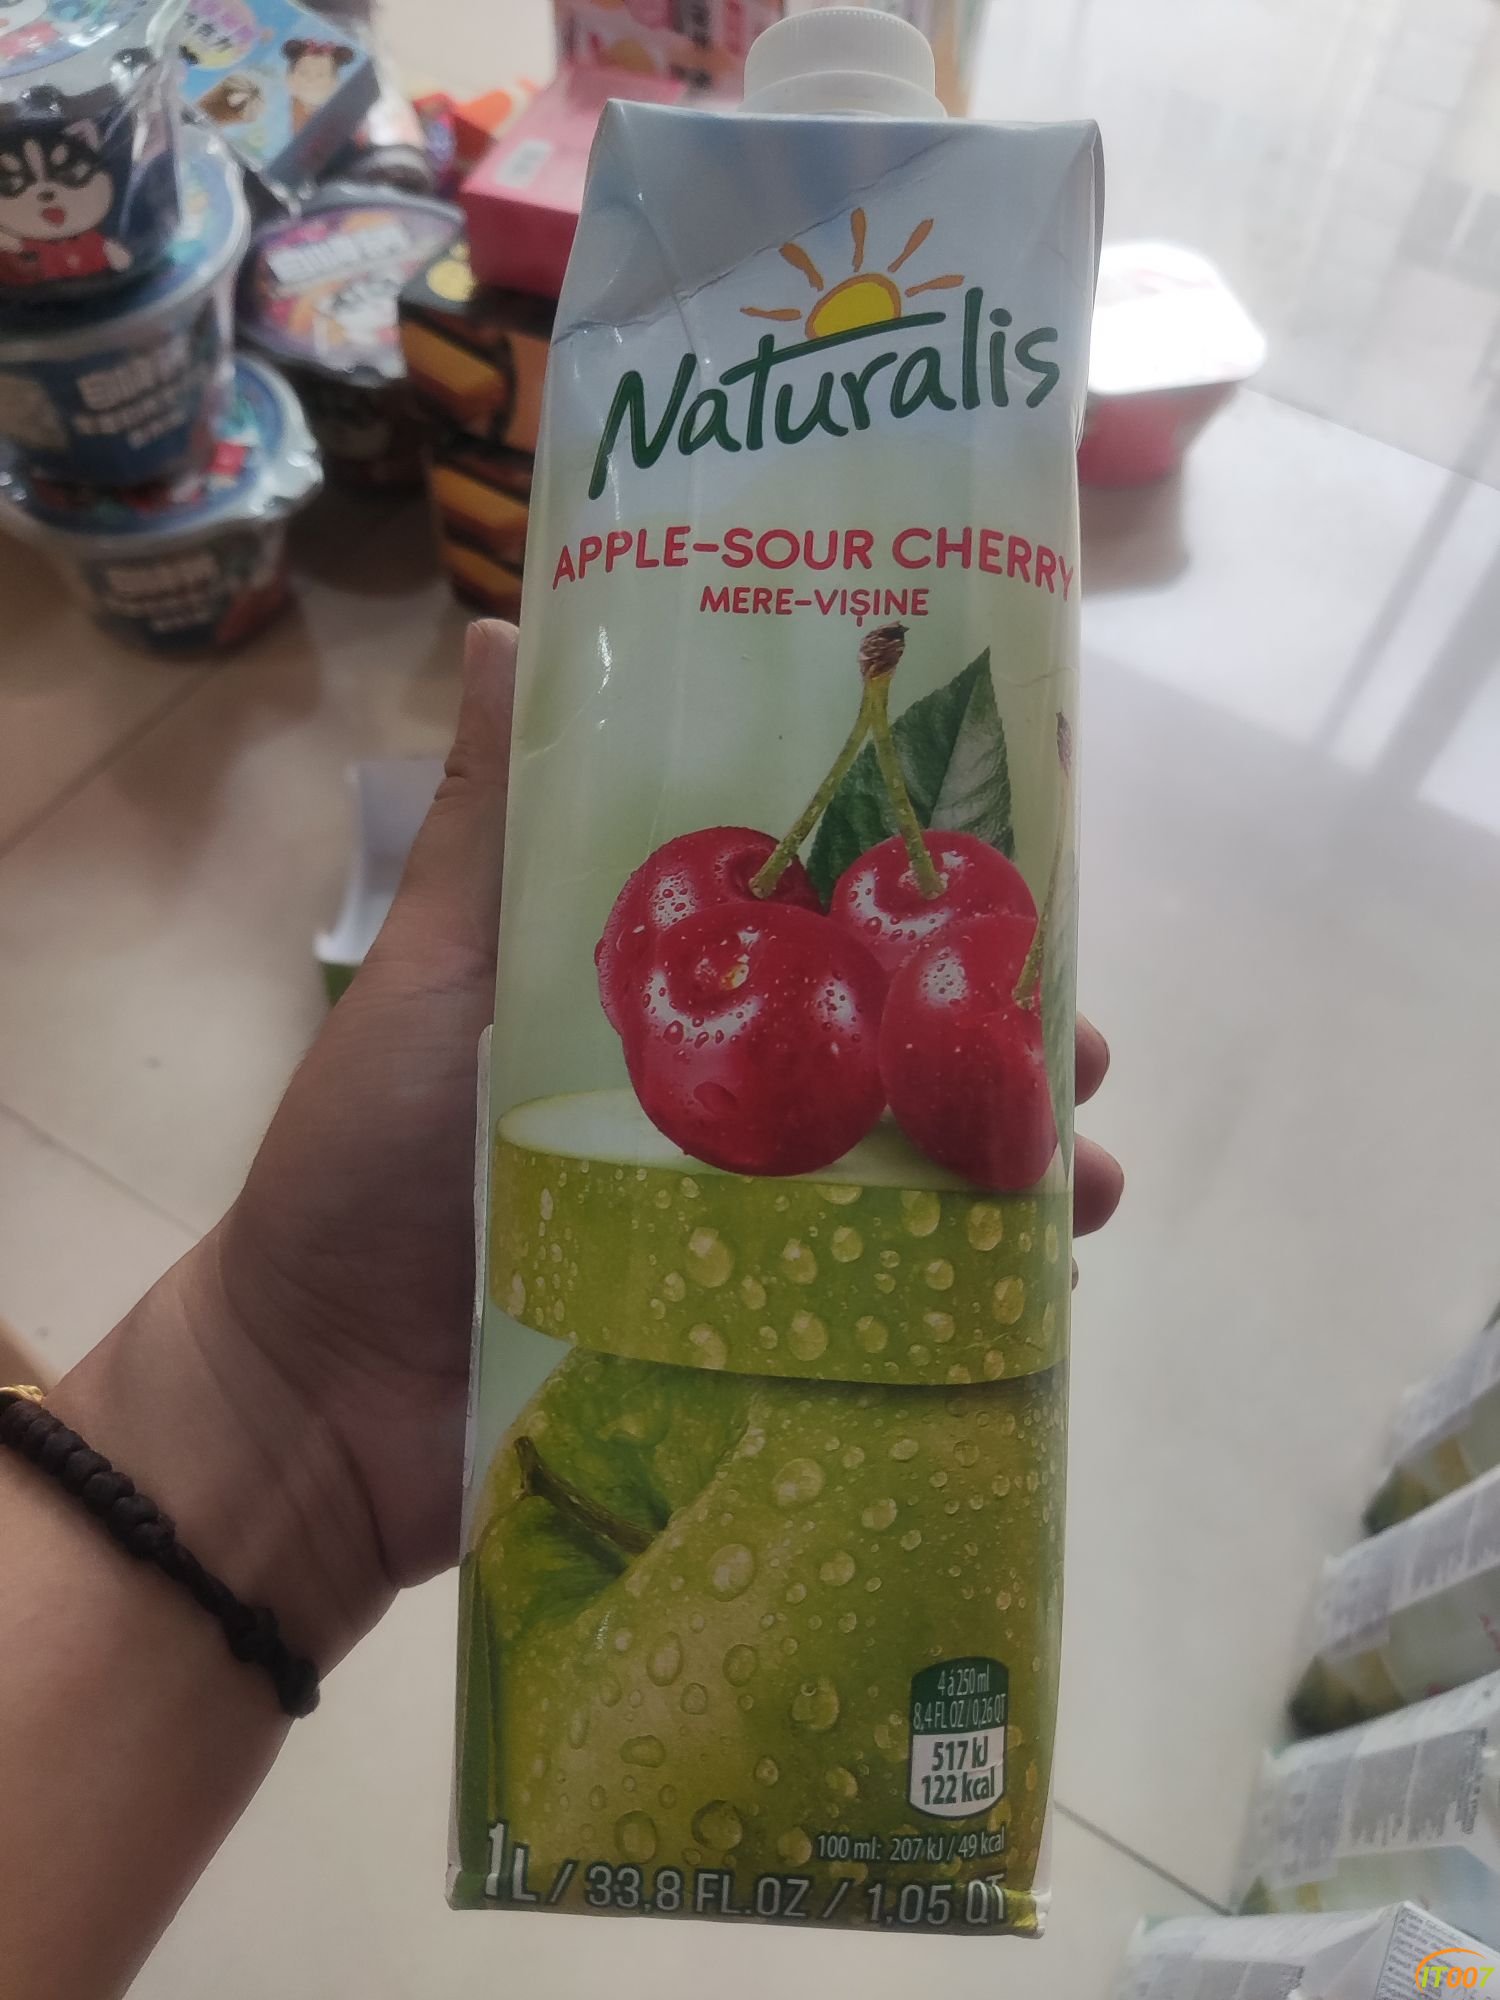 Naturalis
APPLE-SOUR CHERRY
MERE-VIȘINE
4 á 250 ml
8,4 FL OZ / 0,26 QT
517 kJ
122 kcal
100 ml: 207 kJ / 49 kcal
1L / 33,8 FL.OZ / 1,05 QT
IT007